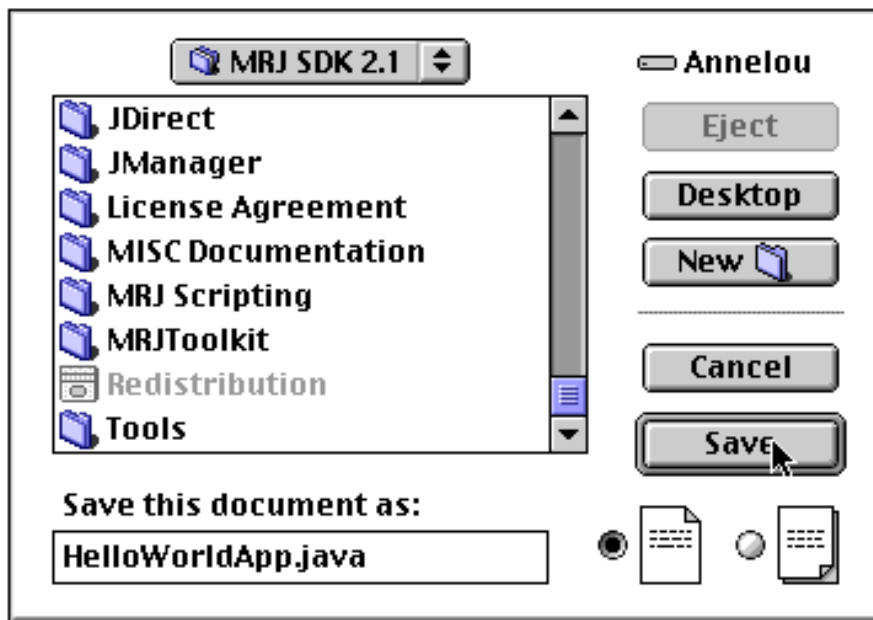 MRJ SDK 2.1
Annelou
JDirect
JManager
License Agreement
MISC Documentation
MRJ Scripting
MRJToolkit
Redistribution
Tools
Eject
Desktop
New
Cancel
Save
Save this document as:
HelloWorldApp.java